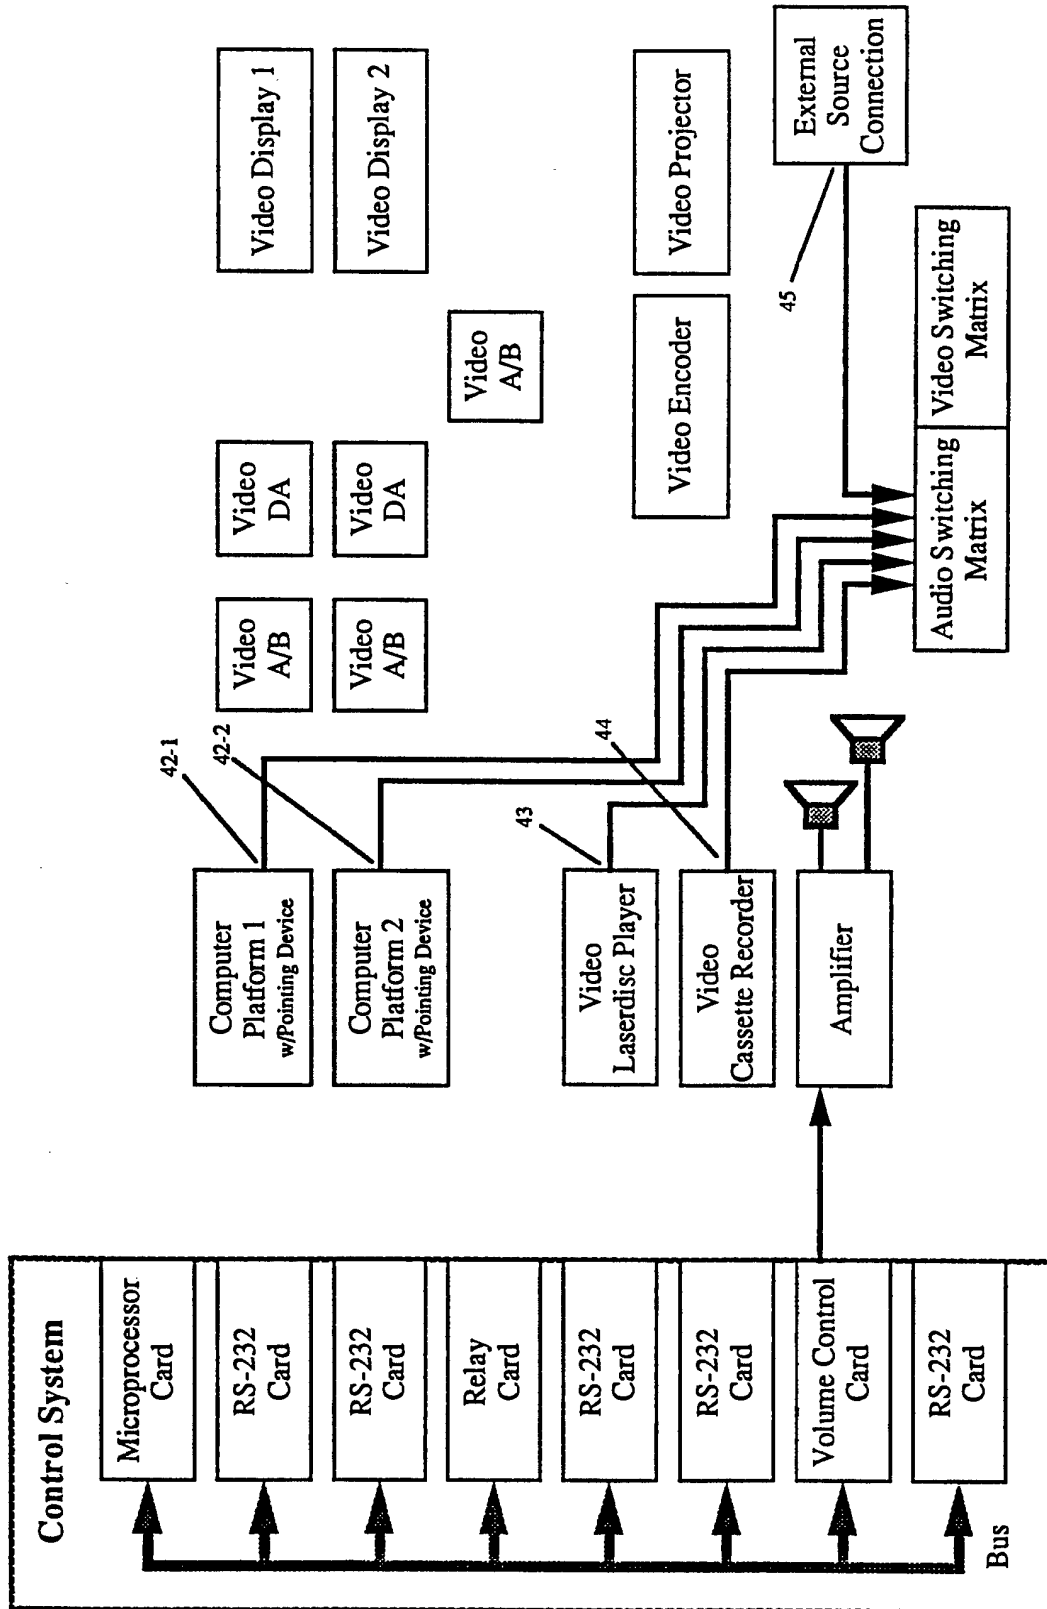 Control System
Microprocessor
Card
RS-232
Card
RS-232
Card
Relay
Card
RS-232
Card
RS-232
Card
Volume Control
Card
RS-232
Card
Bus
Computer
Platform 1
w/Pointing Device
Computer
Platform 2
w/Pointing Device
Video
Laserdisc Player
Video
Cassette Recorder
Amplifier
42-1
42-2
43
44
Video
A/B
Video
A/B
Video
DA
Video
DA
Video
A/B
Video Display 1
Video Display 2
Video Encoder
Video Projector
45
External
Source
Connection
Audio Switching
Matrix
Video Switching
Matrix